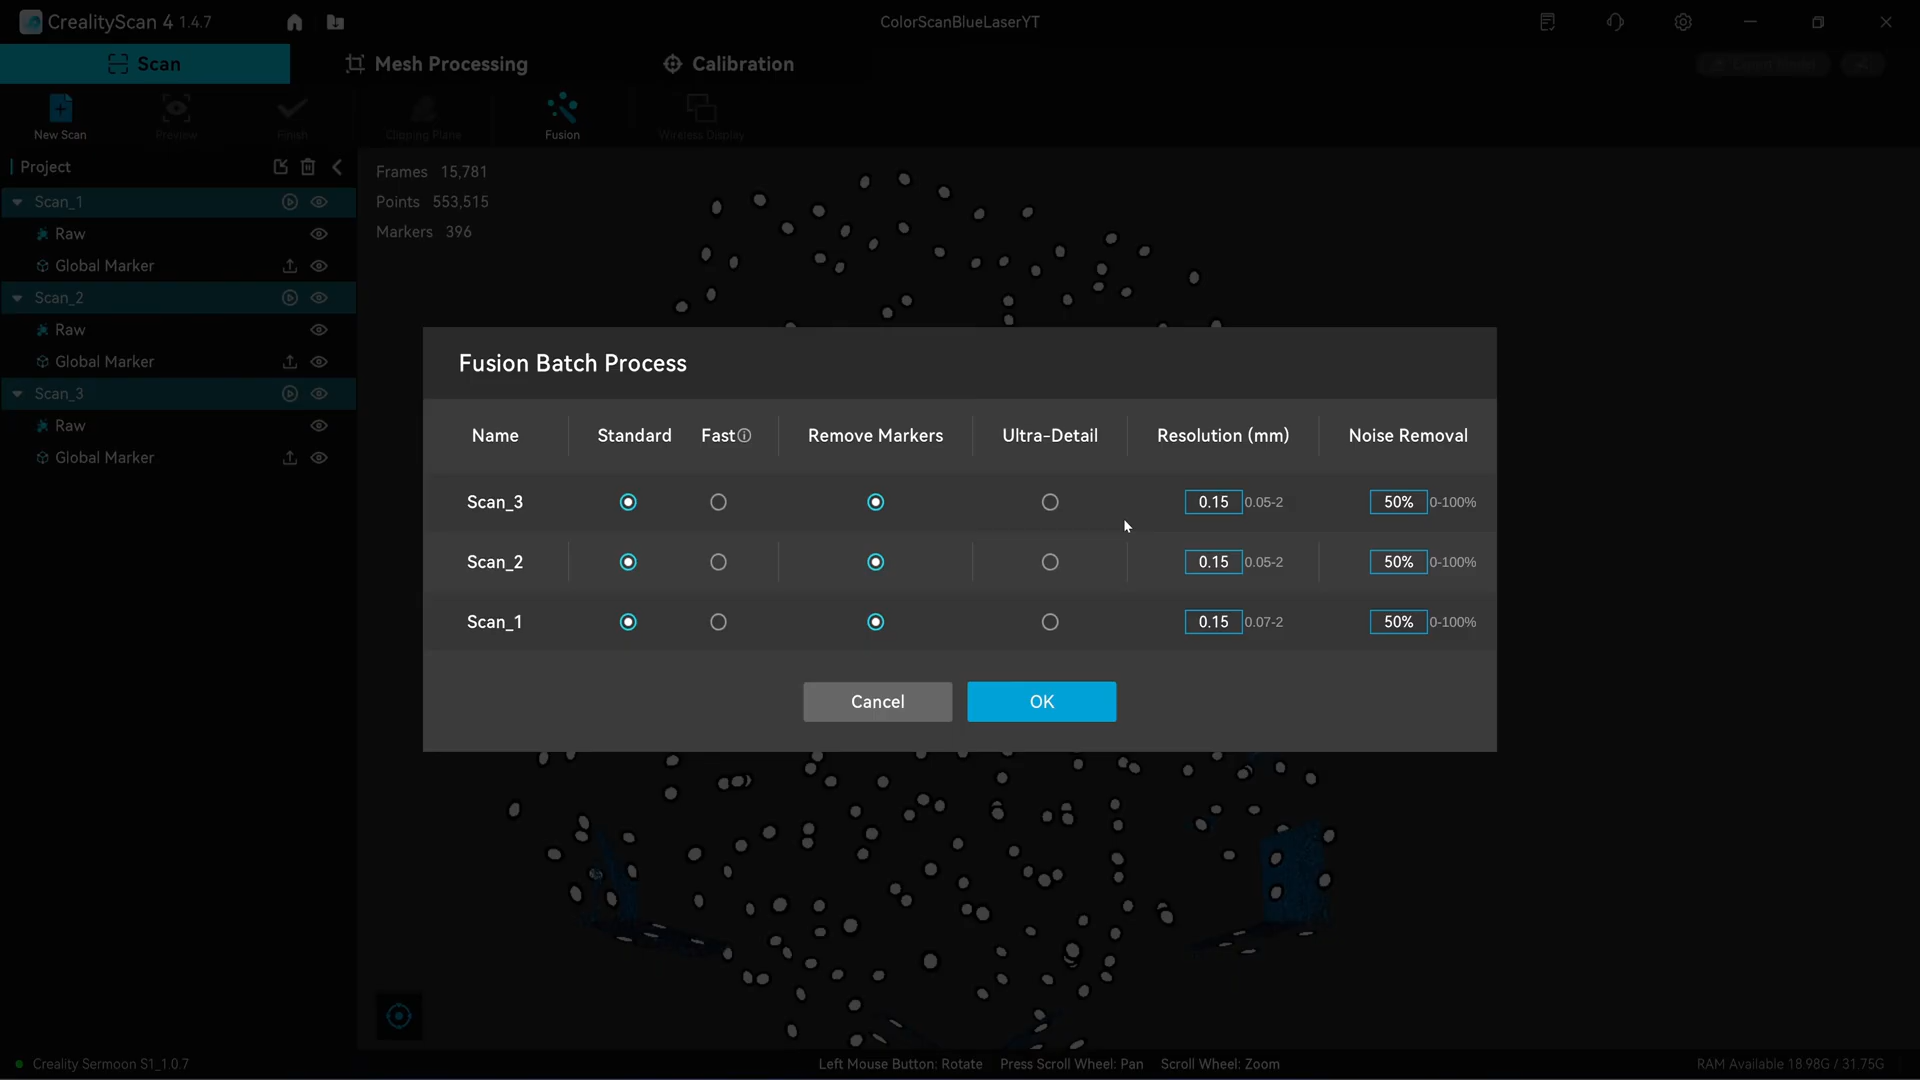 CrealityScan 4 1.4.7
ColorScanBlueLaserYT
Scan
Mesh Processing
Calibration
New Scan
Preview
Finish
Clipping Plane
Fusion
Wireless Display
Project
Frames 15,781
Points 553,515
Markers 396
Scan_1
Raw
Global Marker
Scan_2
Raw
Global Marker
Scan_3
Raw
Global Marker
Fusion Batch Process
Name Standard Fast Remove Markers Ultra-Detail Resolution (mm) Noise Removal
Scan_3 0.15 0.05-2 50% 0-100%
Scan_2 0.15 0.05-2 50% 0-100%
Scan_1 0.15 0.07-2 50% 0-100%
Cancel
OK
Creality Sermoon S1_1.0.7
Left Mouse Button: Rotate Press Scroll Wheel: Pan Scroll Wheel: Zoom
RAM Available 18.98G / 31.75G